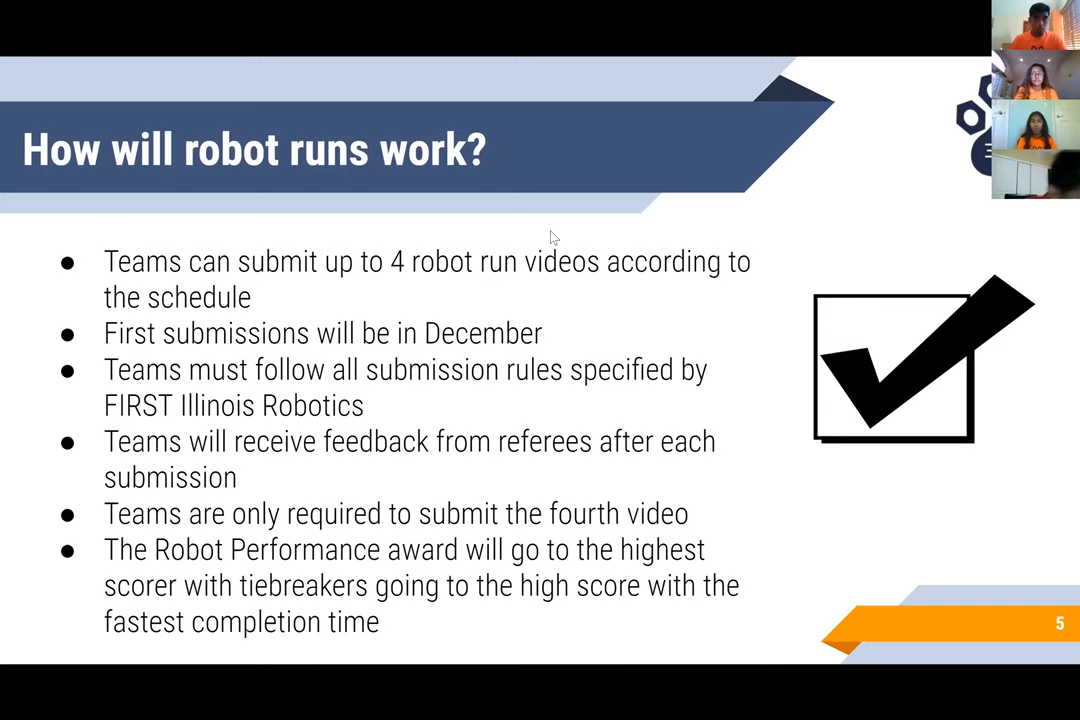 How will robot runs work?
● Teams can submit up to 4 robot run videos according to
the schedule
● First submissions will be in December
● Teams must follow all submission rules specified by
FIRST Illinois Robotics
● Teams will receive feedback from referees after each
submission
● Teams are only required to submit the fourth video
● The Robot Performance award will go to the highest
scorer with tiebreakers going to the high score with the
fastest completion time
5